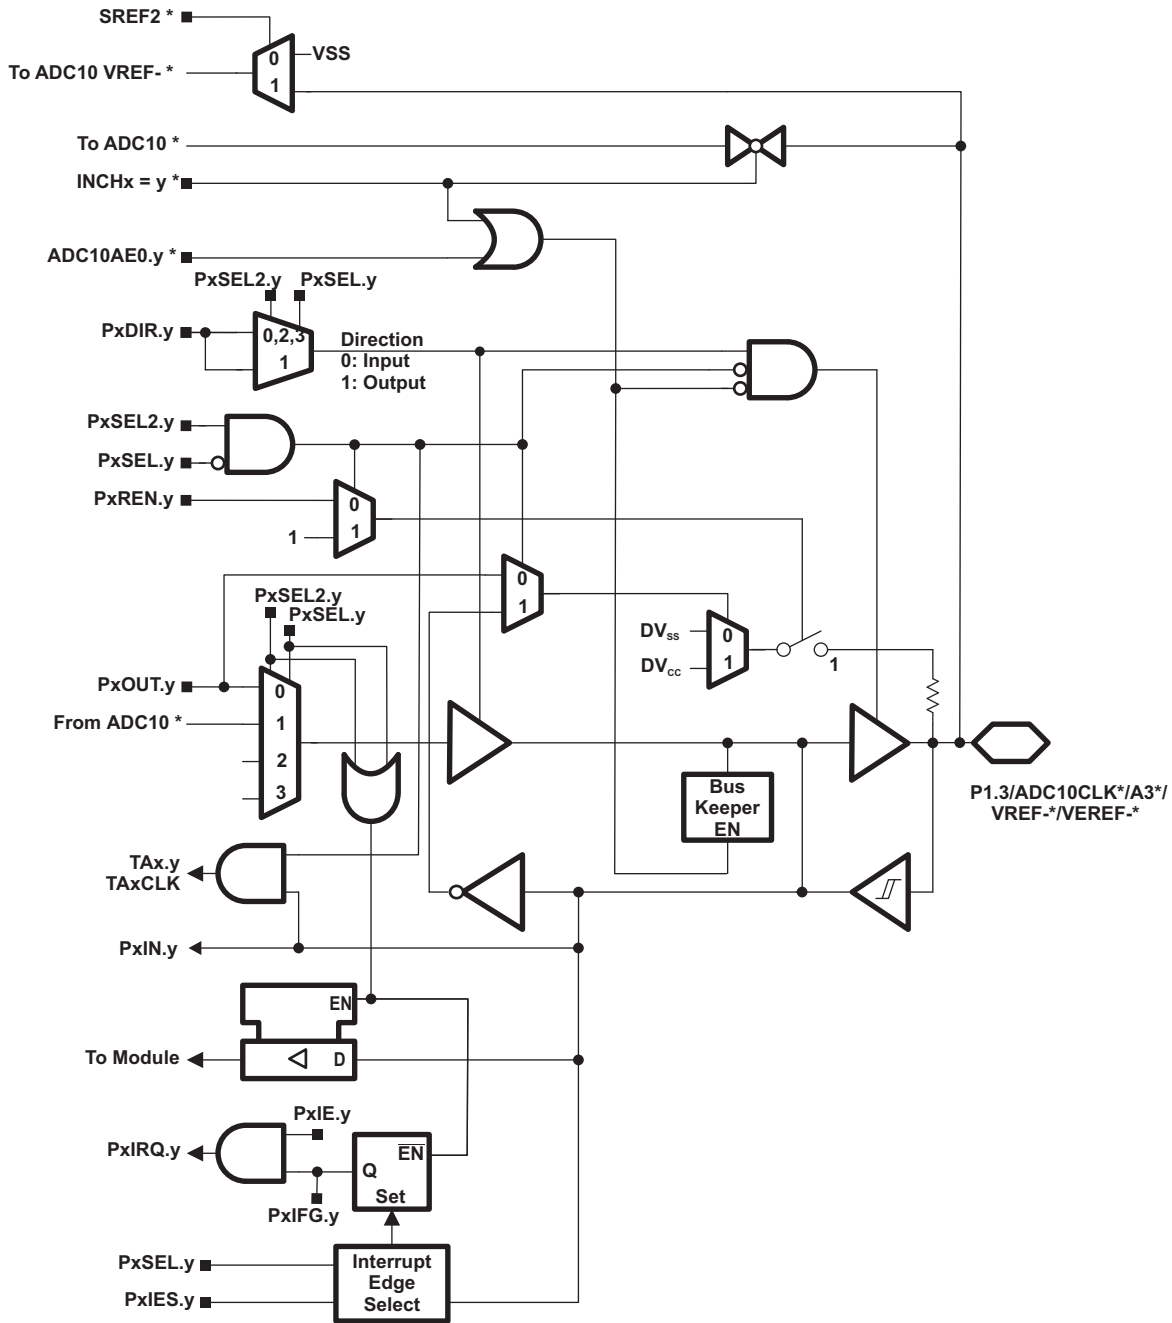 SREF2 *
0
VSS
To ADC10 VREF- *
1
To ADC10 *
INCHx = y *
ADC10AE0.y *
PxSEL2.y
PxSEL.y
PxDIR.y
0,2,3
1
Direction
0: Input
1: Output
PxSEL2.y
PxSEL.y
PxREN.y
0
1
1
0
1
PxSEL2.y
PxSEL.y
DVSS
0
DVCC
1
1
PxOUT.y
0
From ADC10 *
1
2
3
Bus
Keeper
EN
P1.3/ADC10CLK*/A3*/
VREF-*/VEREF-*
TAx.y
TAxCLK
PxIN.y
EN
To Module
D
PxIE.y
PxIRQ.y
EN
Q
Set
PxIFG.y
PxSEL.y
PxIES.y
Interrupt
Edge
Select